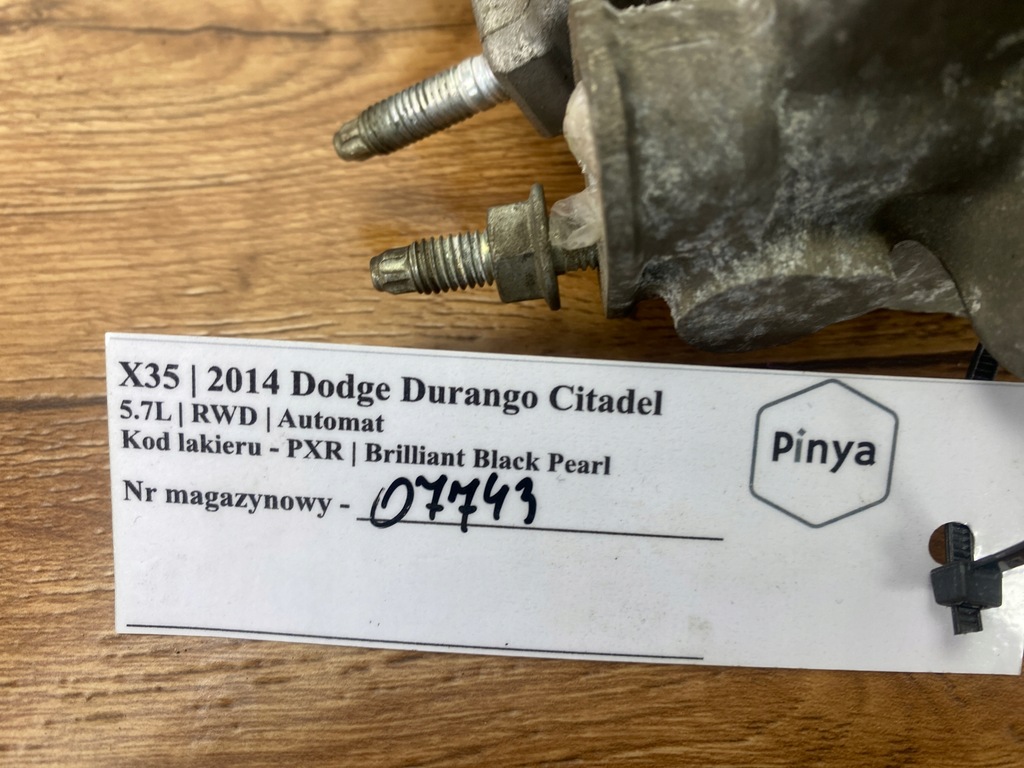 X35 | 2014 Dodge Durango Citadel
5.7L | RWD | Automat
Kod lakieru - PXR | Brilliant Black Pearl
Nr magazynowy - 07743
Pinya